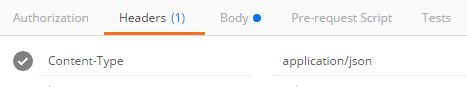 Authorization Headers (1) Body Pre-request Script Tests
Content-Type application/json